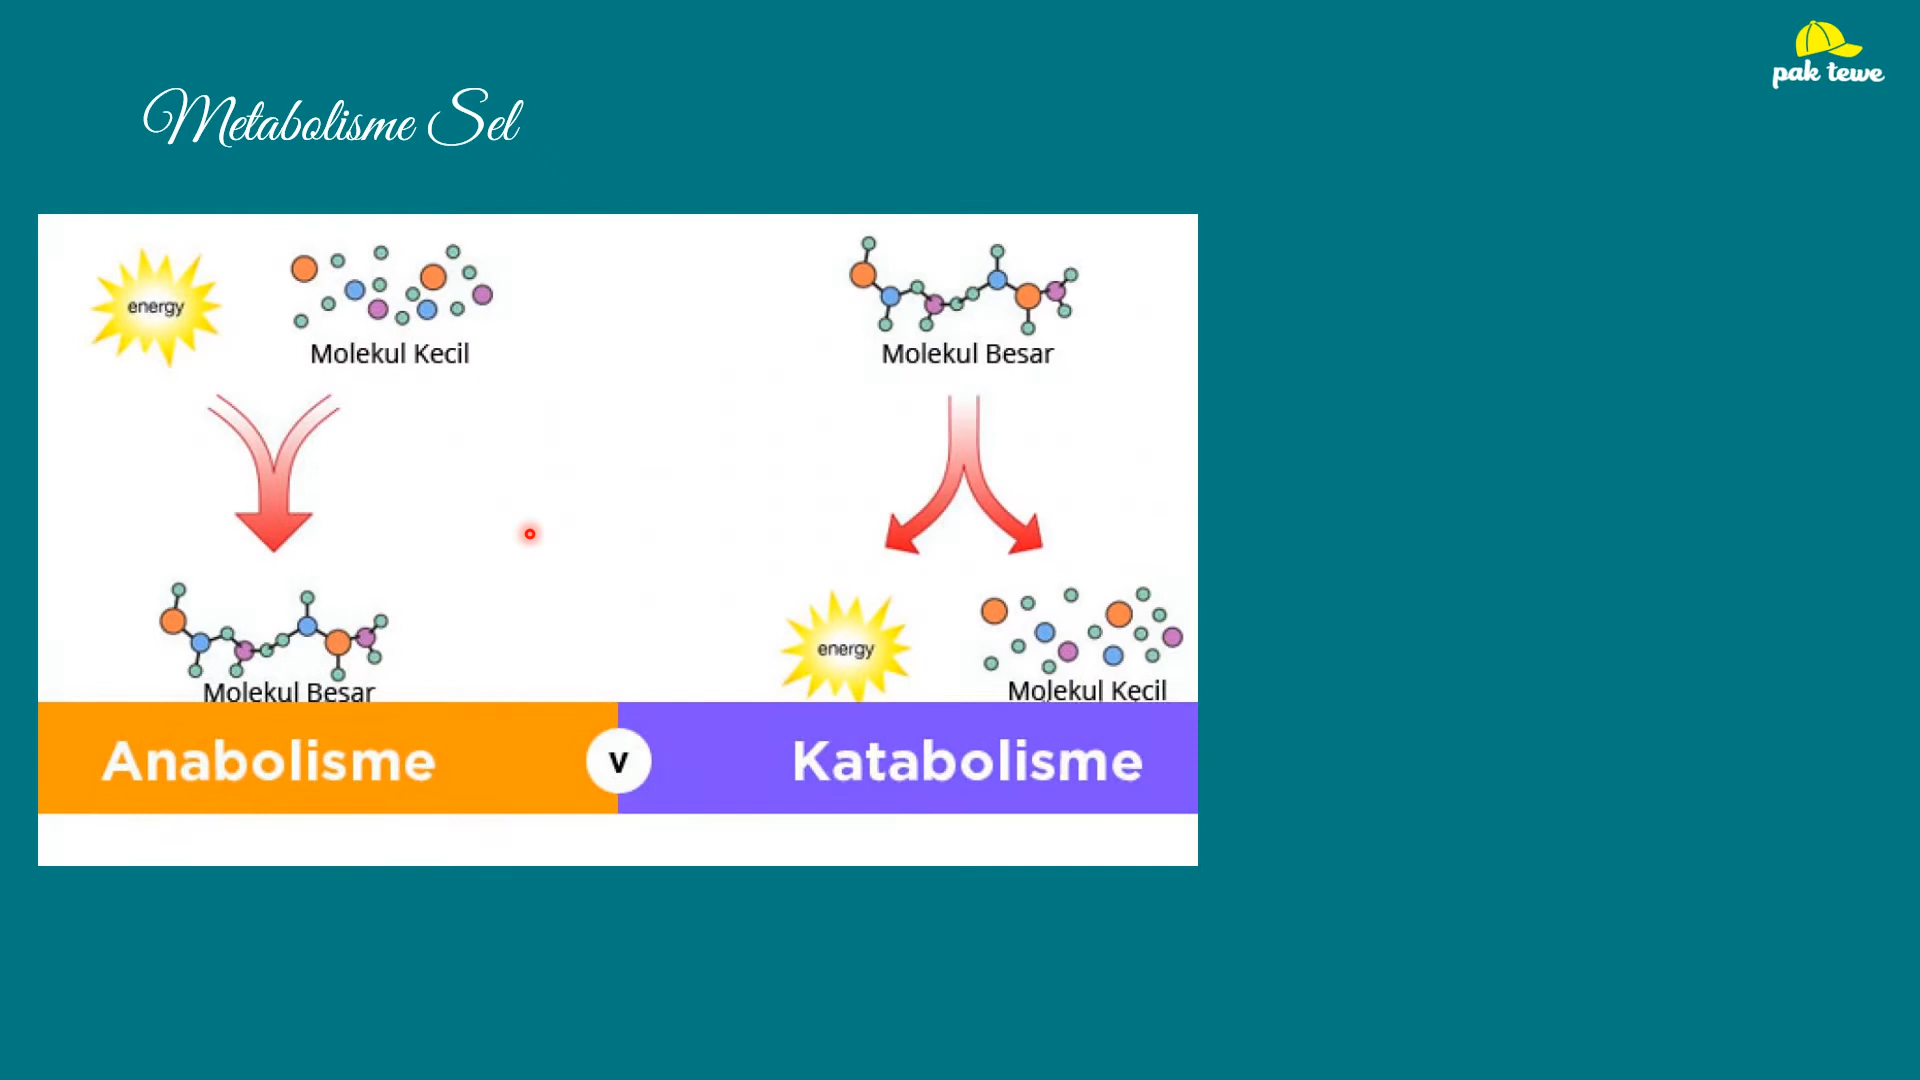 pak tewe
Metabolisme Sel
energy
Molekul Kecil
Molekul Besar
Molekul Besar
energy
Molekul Kecil
Anabolisme
v
Katabolisme